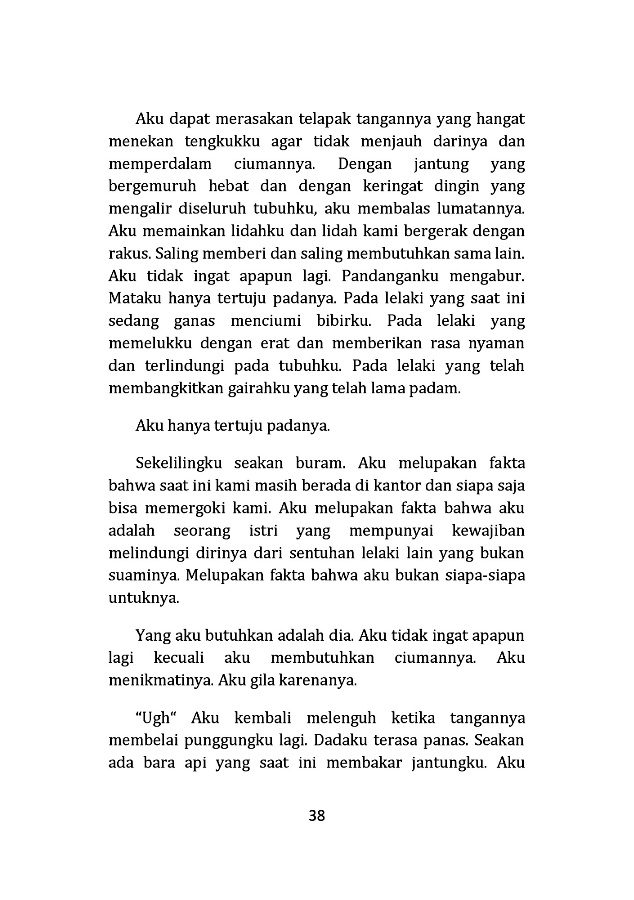 Aku dapat merasakan telapak tangannya yang hangat
menekan tengkukku agar tidak menjauh darinya dan
memperdalam ciumannya. Dengan jantung yang
bergemuruh hebat dan dengan keringat dingin yang
mengalir diseluruh tubuhku, aku membalas lumatannya.
Aku memainkan lidahku dan lidah kami bergerak dengan
rakus. Saling memberi dan saling membutuhkan sama lain.
Aku tidak ingat apapun lagi. Pandanganku mengabur.
Mataku hanya tertuju padanya. Pada lelaki yang saat ini
sedang ganas menciumi bibirku. Pada lelaki yang
memelukku dengan erat dan memberikan rasa nyaman
dan terlindungi pada tubuhku. Pada lelaki yang telah
membangkitkan gairahku yang telah lama padam.
Aku hanya tertuju padanya.
Sekelilingku seakan buram. Aku melupakan fakta
bahwa saat ini kami masih berada di kantor dan siapa saja
bisa memergoki kami. Aku melupakan fakta bahwa aku
adalah seorang istri yang mempunyai kewajiban
melindungi dirinya dari sentuhan lelaki lain yang bukan
suaminya. Melupakan fakta bahwa aku bukan siapa-siapa
untuknya.
Yang aku butuhkan adalah dia. Aku tidak ingat apapun
lagi kecuali aku membutuhkan ciumannya. Aku
menikmatinya. Aku gila karenanya.
“Ugh“ Aku kembali melenguh ketika tangannya
membelai punggungku lagi. Dadaku terasa panas. Seakan
ada bara api yang saat ini membakar jantungku. Aku
38